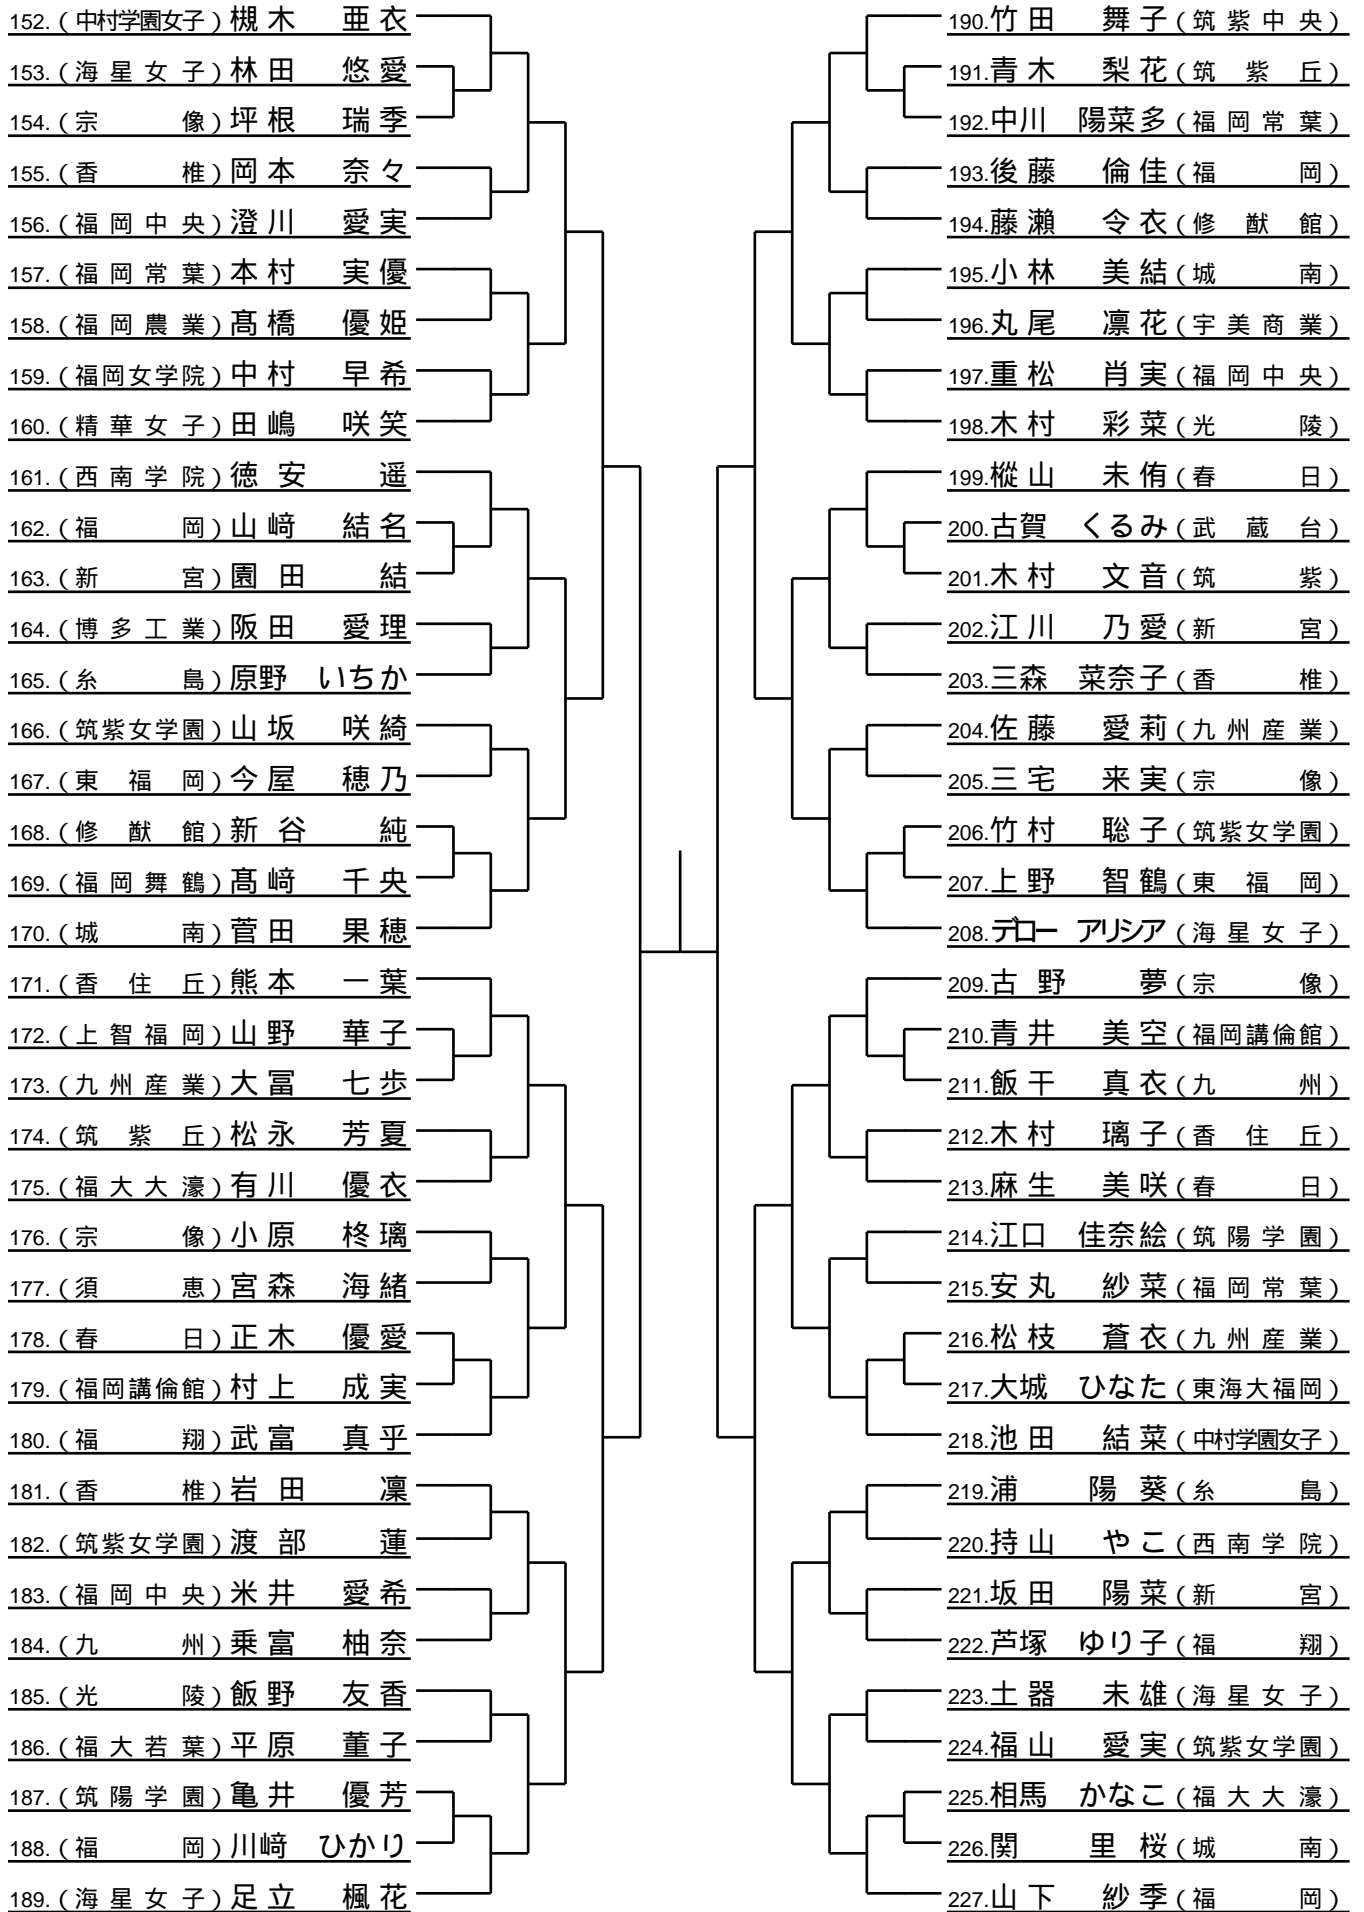 152.(中村学園女子)槻木 亜衣
153.(海星女子)林田 悠愛
154.(宗像)坪根 瑞季
155.(香椎)岡本 奈々
156.(福岡中央)澄川 愛実
157.(福岡常葉)本村 実優
158.(福岡農業)髙橋 優姫
159.(福岡女学院)中村 早希
160.(精華女子)田嶋 咲笑
161.(西南学院)徳安 遥
162.(福岡)山﨑 結名
163.(新宮)園田 結
164.(博多工業)阪田 愛理
165.(糸島)原野 いちか
166.(筑紫女学園)山坂 咲綺
167.(東福岡)今屋 穂乃
168.(修猷館)新谷 純
169.(福岡舞鶴)髙﨑 千央
170.(城南)菅田 果穂
171.(香住丘)熊本 一葉
172.(上智福岡)山野 華子
173.(九州産業)大冨 七歩
174.(筑紫丘)松永 芳夏
175.(福大大濠)有川 優衣
176.(宗像)小原 柊璃
177.(須恵)宮森 海緒
178.(春日)正木 優愛
179.(福岡講倫館)村上 成実
180.(福翔)武富 真乎
181.(香椎)岩田 凜
182.(筑紫女学園)渡部 蓮
183.(福岡中央)米井 愛希
184.(九州)乗富 柚奈
185.(光陵)飯野 友香
186.(福大若葉)平原 董子
187.(筑陽学園)亀井 優芳
188.(福岡)川﨑 ひかり
189.(海星女子)足立 楓花
190.竹田 舞子(筑紫中央)
191.青木 梨花(筑紫丘)
192.中川 陽菜多(福岡常葉)
193.後藤 倫佳(福岡)
194.藤瀬 令衣(修猷館)
195.小林 美結(城南)
196.丸尾 凛花(宇美商業)
197.重松 肖実(福岡中央)
198.木村 彩菜(光陵)
199.樅山 未侑(春日)
200.古賀 くるみ(武蔵台)
201.木村 文音(筑紫)
202.江川 乃愛(新宮)
203.三森 菜奈子(香椎)
204.佐藤 愛莉(九州産業)
205.三宅 来実(宗像)
206.竹村 聡子(筑紫女学園)
207.上野 智鶴(東福岡)
208.デロー アリシア(海星女子)
209.古野 夢(宗像)
210.青井 美空(福岡講倫館)
211.飯干 真衣(九州)
212.木村 璃子(香住丘)
213.麻生 美咲(春日)
214.江口 佳奈絵(筑陽学園)
215.安丸 紗菜(福岡常葉)
216.松枝 蒼衣(九州産業)
217.大城 ひなた(東海大福岡)
218.池田 結菜(中村学園女子)
219.浦 陽葵(糸島)
220.持山 やこ(西南学院)
221.坂田 陽菜(新宮)
222.芦塚 ゆり子(福翔)
223.土器 未雄(海星女子)
224.福山 愛実(筑紫女学園)
225.相馬 かなこ(福大大濠)
226.関 里桜(城南)
227.山下 紗季(福岡)